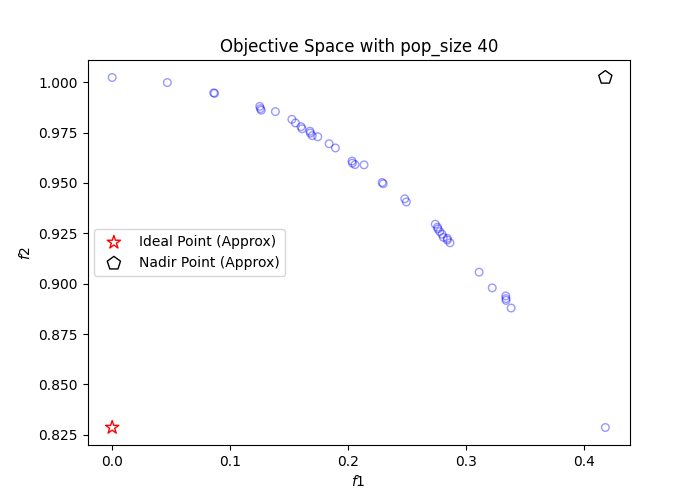 Objective Space with pop_size 40
1.000
0.975
0.950
0.925
0.900
0.875
0.850
0.825
f2
Ideal Point (Approx)
Nadir Point (Approx)
0.0 0.1 0.2 0.3 0.4
f1